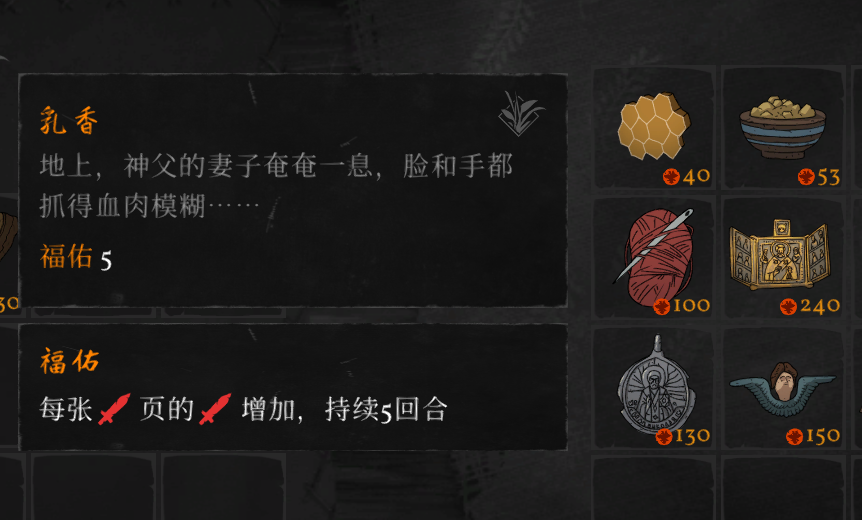 乳香
地上，神父的妻子奄奄一息，脸和手都
抓得血肉模糊……
福佑 5
福佑
每张 页的 增加，持续5回合
40
53
100
240
130
150
30